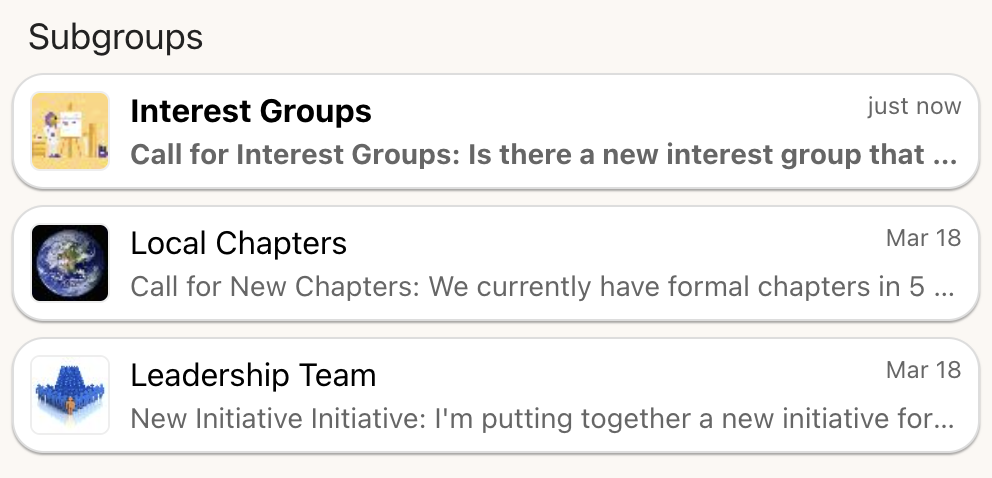 Subgroups
Interest Groups
just now
Call for Interest Groups: Is there a new interest group that ...
Local Chapters
Mar 18
Call for New Chapters: We currently have formal chapters in 5 ...
Leadership Team
Mar 18
New Initiative Initiative: I'm putting together a new initiative for...